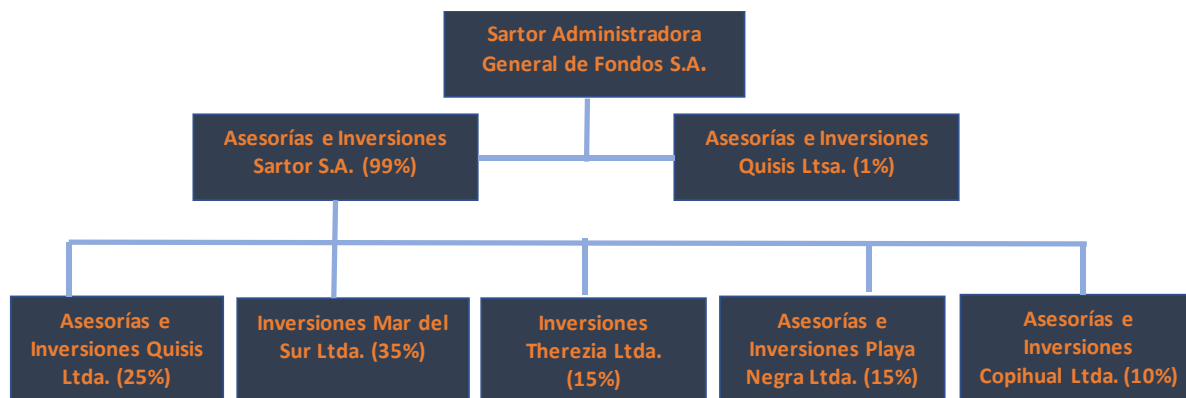 Sartor Administradora
General de Fondos S.A.
Asesorías e Inversiones
Sartor S.A. (99%)
Asesorías e Inversiones
Quisis Ltsa. (1%)
Asesorías e
Inversiones Quisis
Ltda. (25%)
Inversiones Mar del
Sur Ltda. (35%)
Inversiones
Therezia Ltda.
(15%)
Asesorías e
Inversiones Playa
Negra Ltda. (15%)
Asesorías e
Inversiones
Copihual Ltda. (10%)